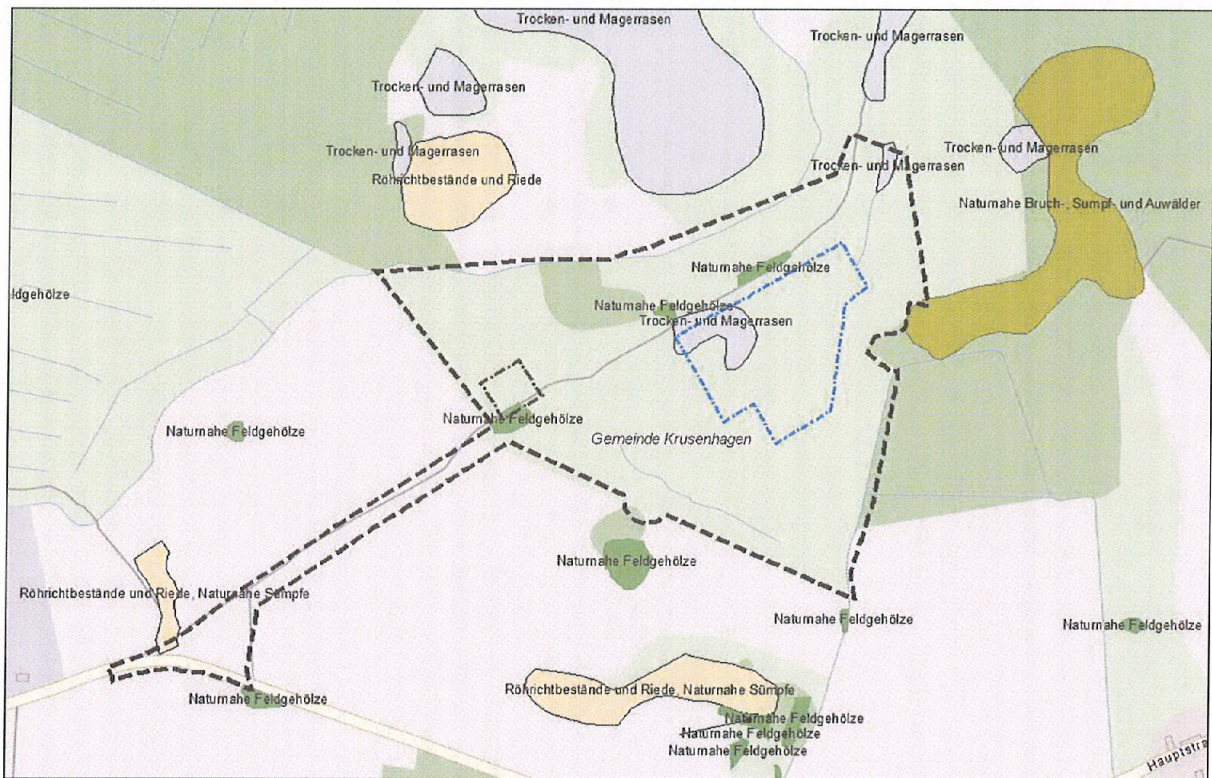 Trocken- und Magerrasen
Trocken- und Magerrasen
Trocken- und Magerrasen
Trocken- und Magerrasen
Trocken- und Magerrasen
Trocken- und Magerrasen
Röhrichtbestände und Riede
Naturnahe Bruch-, Sumpf- und Auwälder
Naturnahe Feldgehölze
ldgehölze
Naturnahe Feldgehölze
Trocken- und Magerrasen
Naturnahe Feldgehölze
Naturnahe Feldgehölze
Gemeinde Krusenhagen
Naturnahe Feldgehölze
Röhrichtbestände und Riede, Naturnahe Sümpfe
Naturnahe Feldgehölze
Naturnahe Feldgehölze
Röhrichtbestände und Riede, Naturnahe Sümpfe
Naturnahe Feldgehölze
Naturnahe Feldgehölze
Naturnahe Feldgehölze
Naturnahe Feldgehölze
Hauptstra